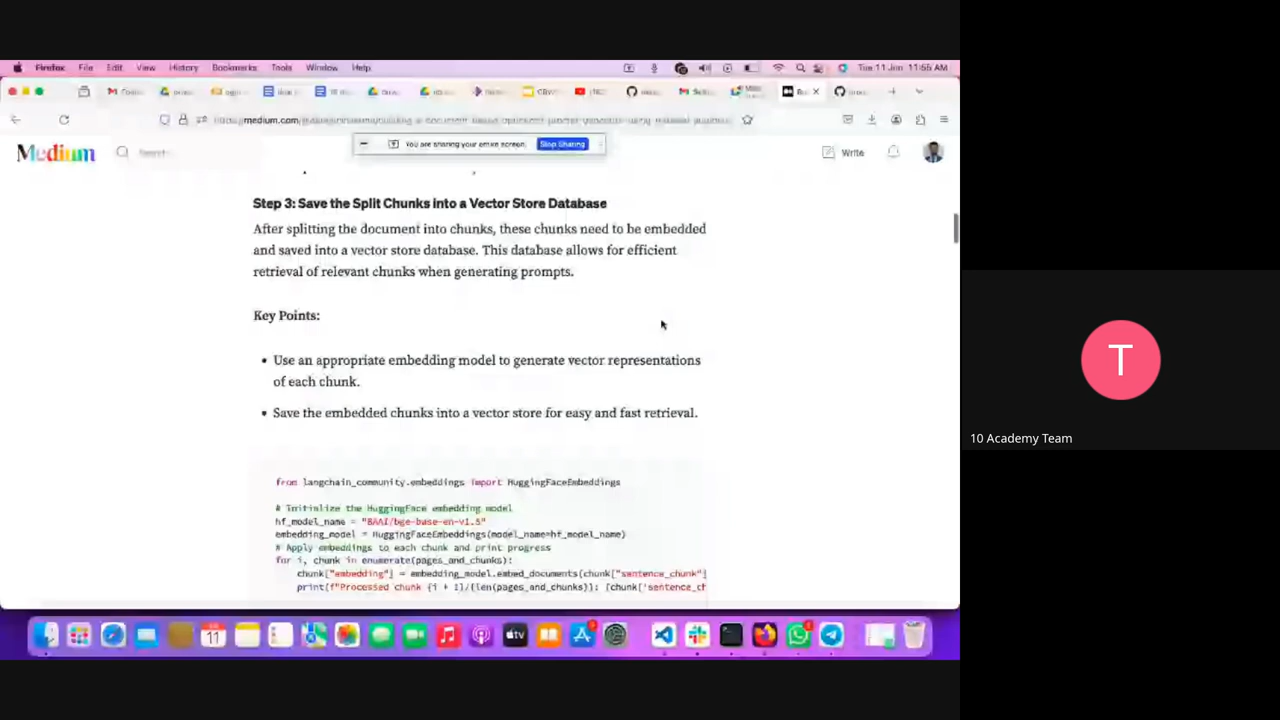 Firefox File Edit View History Bookmarks Tools Window Help
Tue 11 Jun 11:55 AM
You are sharing your entire screen. Stop Sharing
Medium Search Write
Step 3: Save the Split Chunks into a Vector Store Database
After splitting the document into chunks, these chunks need to be embedded
and saved into a vector store database. This database allows for efficient
retrieval of relevant chunks when generating prompts.
Key Points:
• Use an appropriate embedding model to generate vector representations
of each chunk.
• Save the embedded chunks into a vector store for easy and fast retrieval.
from langchain_community.embeddings import HuggingFaceEmbeddings
# Initialize the HuggingFace embedding model
hf_model_name = "BAAI/bge-base-en-v1.5"
embedding_model = HuggingFaceEmbeddings(model_name=hf_model_name)
# Apply embeddings to each chunk and print progress
for i, chunk in enumerate(pages_and_chunks):
chunk["embedding"] = embedding_model.embed_documents(chunk["sentence_chunk"]
print(f"Processed chunk {i + 1}/{len(pages_and_chunks)}: {chunk['sentence_ch
11
T
10 Academy Team